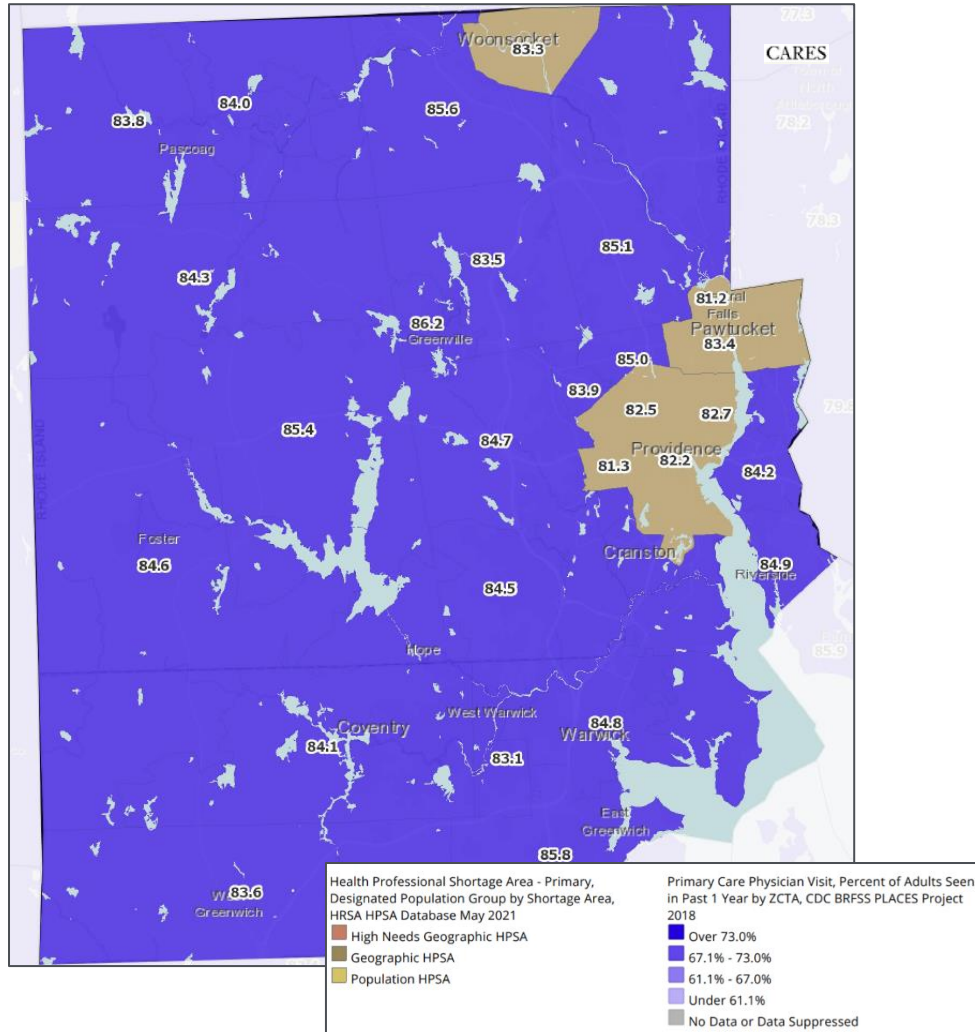 77.3
Woonsocket
83.3
CARES
84.0
85.6
83.8
78.2
Pascoag
RHODE ISLAND
78.3
85.1
83.5
84.3
81.2
Falls
86.2
Pawtucket
Greenville
83.4
85.0
83.9
82.5
82.7
85.4
84.7
Providence
82.2
81.3
84.2
RHODE ISLAND
Foster
Cranston
84.6
84.9
Riverside
84.5
Hope
85.9
West Warwick
Coventry
84.8
Warwick
84.1
83.1
East
Greenwich
85.8
83.6
Greenwich
Health Professional Shortage Area - Primary,
Designated Population Group by Shortage Area,
HRSA HPSA Database May 2021
High Needs Geographic HPSA
Geographic HPSA
Population HPSA
Primary Care Physician Visit, Percent of Adults Seen
in Past 1 Year by ZCTA, CDC BRFSS PLACES Project
2018
Over 73.0%
67.1% - 73.0%
61.1% - 67.0%
Under 61.1%
No Data or Data Suppressed